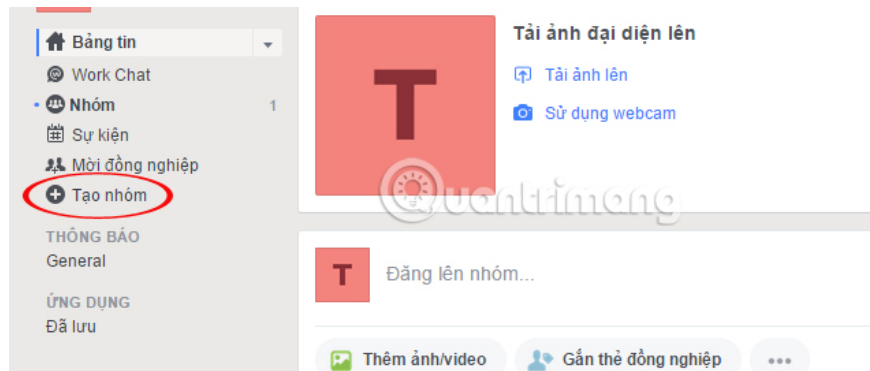 Bảng tin
Work Chat
Nhóm 1
Sự kiện
Mời đồng nghiệp
Tạo nhóm
THÔNG BÁO
General
ỨNG DỤNG
Đã lưu
T
Tải ảnh đại diện lên
Tải ảnh lên
Sử dụng webcam
Quantrimang
T
Đăng lên nhóm...
Thêm ảnh/video
Gắn thẻ đồng nghiệp